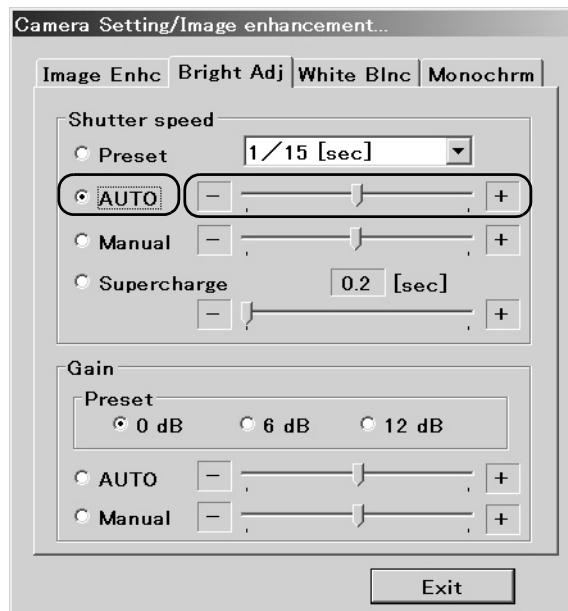 Camera Setting/Image enhancement...
Image Enhc Bright Adj White Blnc Monochrm
Shutter speed
Preset 1/15 [sec]
AUTO - +
Manual - +
Supercharge 0.2 [sec]
- +
Gain
Preset
0 dB 6 dB 12 dB
AUTO - +
Manual - +
Exit